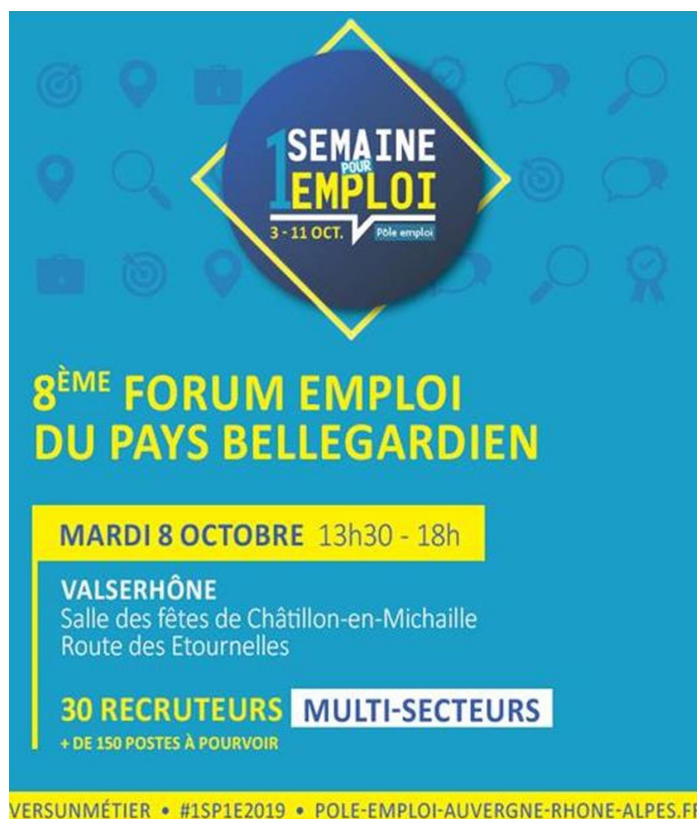 1 SEMAINE
POUR
EMPLOI
3 - 11 OCT. Pôle emploi
8ÈME FORUM EMPLOI
DU PAYS BELLEGARDIEN
MARDI 8 OCTOBRE 13h30 - 18h
VALSERHÔNE
Salle des fêtes de Châtillon-en-Michaille
Route des Etournelles
30 RECRUTEURS MULTI-SECTEURS
+ DE 150 POSTES À POURVOIR
VERSUNMÉTIER • #1SP1E2019 • POLE-EMPLOI-AUVERGNE-RHONE-ALPES.FR